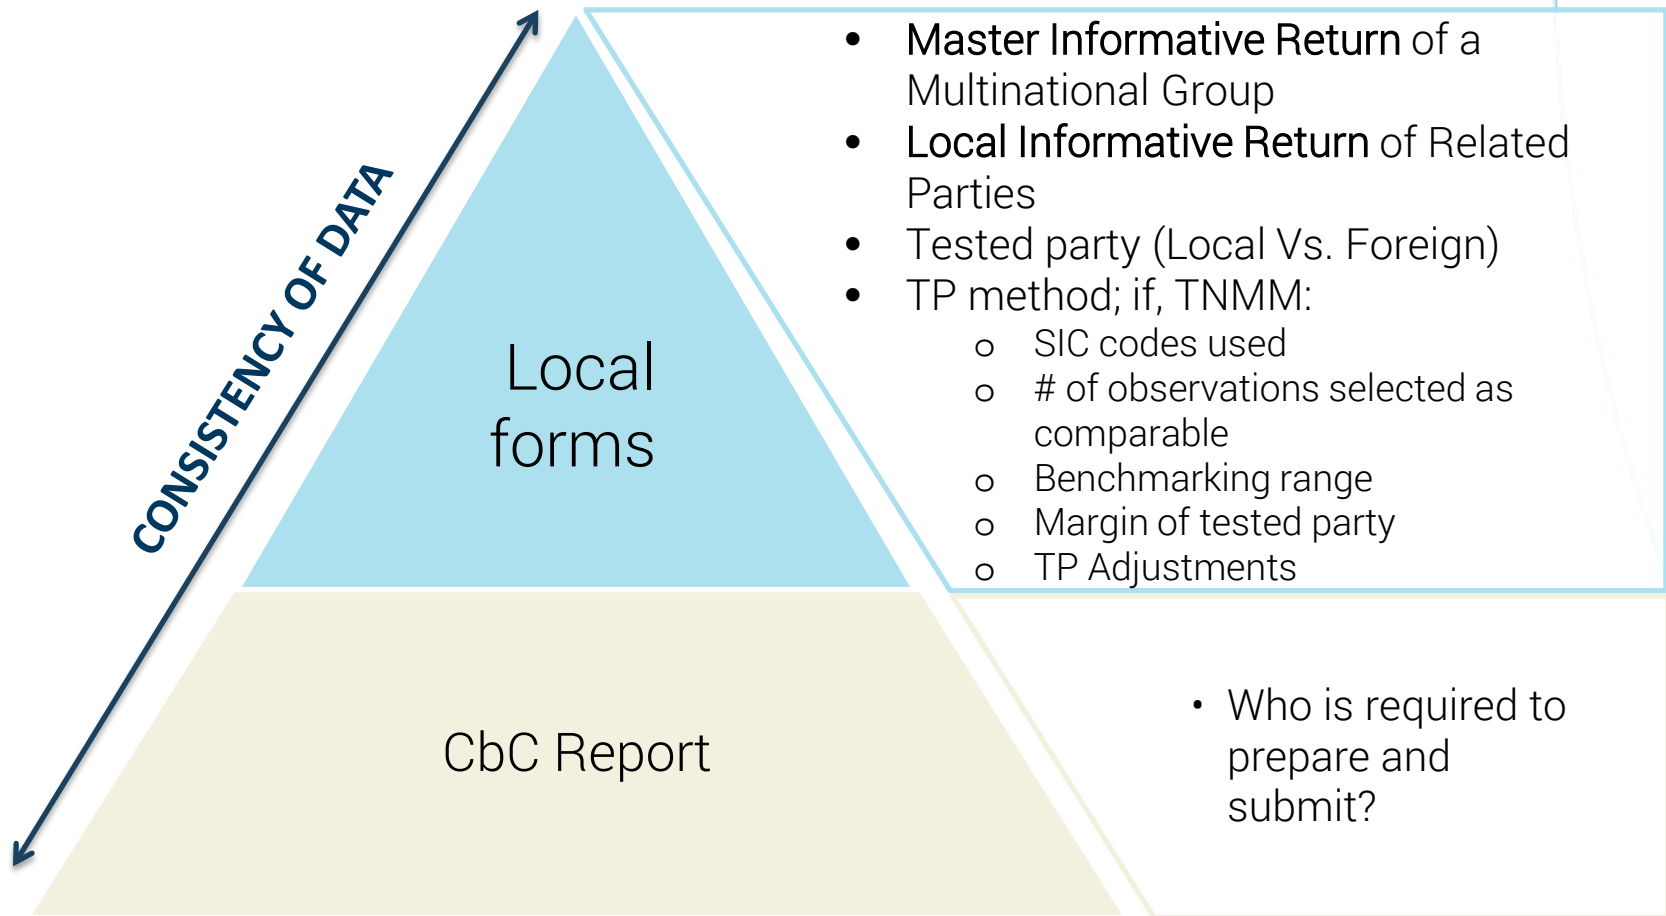 CONSISTENCY OF DATA
Local
forms
• Master Informative Return of a
Multinational Group
• Local Informative Return of Related
Parties
• Tested party (Local Vs. Foreign)
• TP method; if, TNMM:
o SIC codes used
o # of observations selected as
comparable
o Benchmarking range
o Margin of tested party
o TP Adjustments
CbC Report
• Who is required to
prepare and
submit?